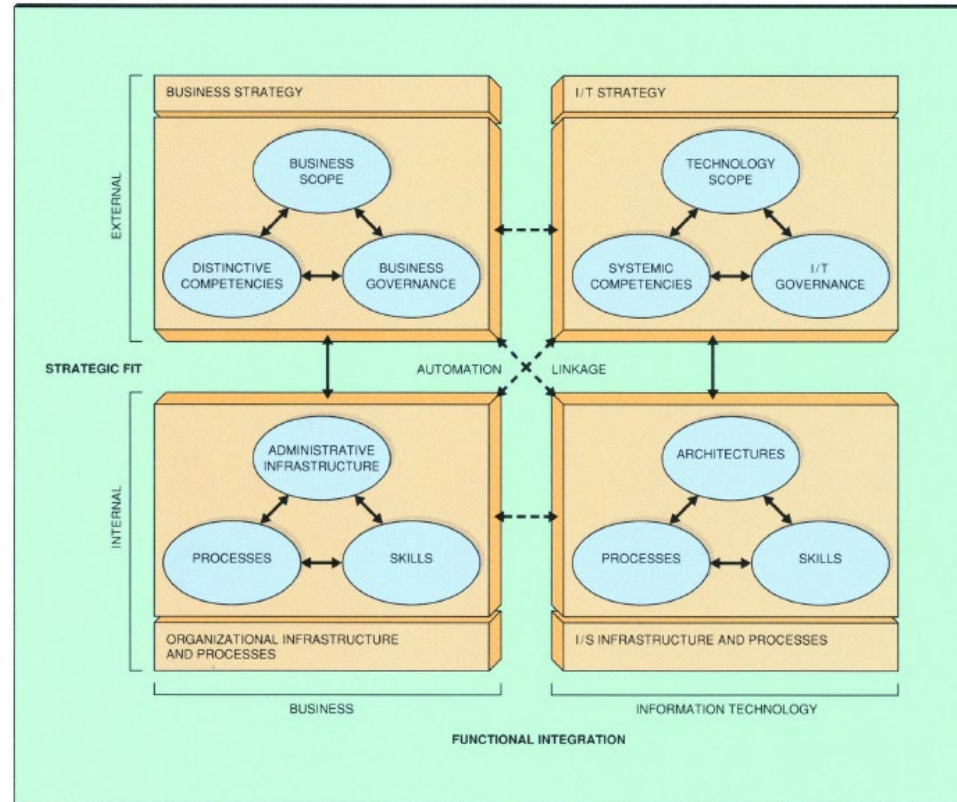 BUSINESS STRATEGY
I/T STRATEGY
EXTERNAL
BUSINESS
SCOPE
DISTINCTIVE
COMPETENCIES
BUSINESS
GOVERNANCE
TECHNOLOGY
SCOPE
SYSTEMIC
COMPETENCIES
I/T
GOVERNANCE
STRATEGIC FIT
AUTOMATION
LINKAGE
INTERNAL
ADMINISTRATIVE
INFRASTRUCTURE
PROCESSES
SKILLS
ARCHITECTURES
PROCESSES
SKILLS
ORGANIZATIONAL INFRASTRUCTURE
AND PROCESSES
I/S INFRASTRUCTURE AND PROCESSES
BUSINESS
INFORMATION TECHNOLOGY
FUNCTIONAL INTEGRATION